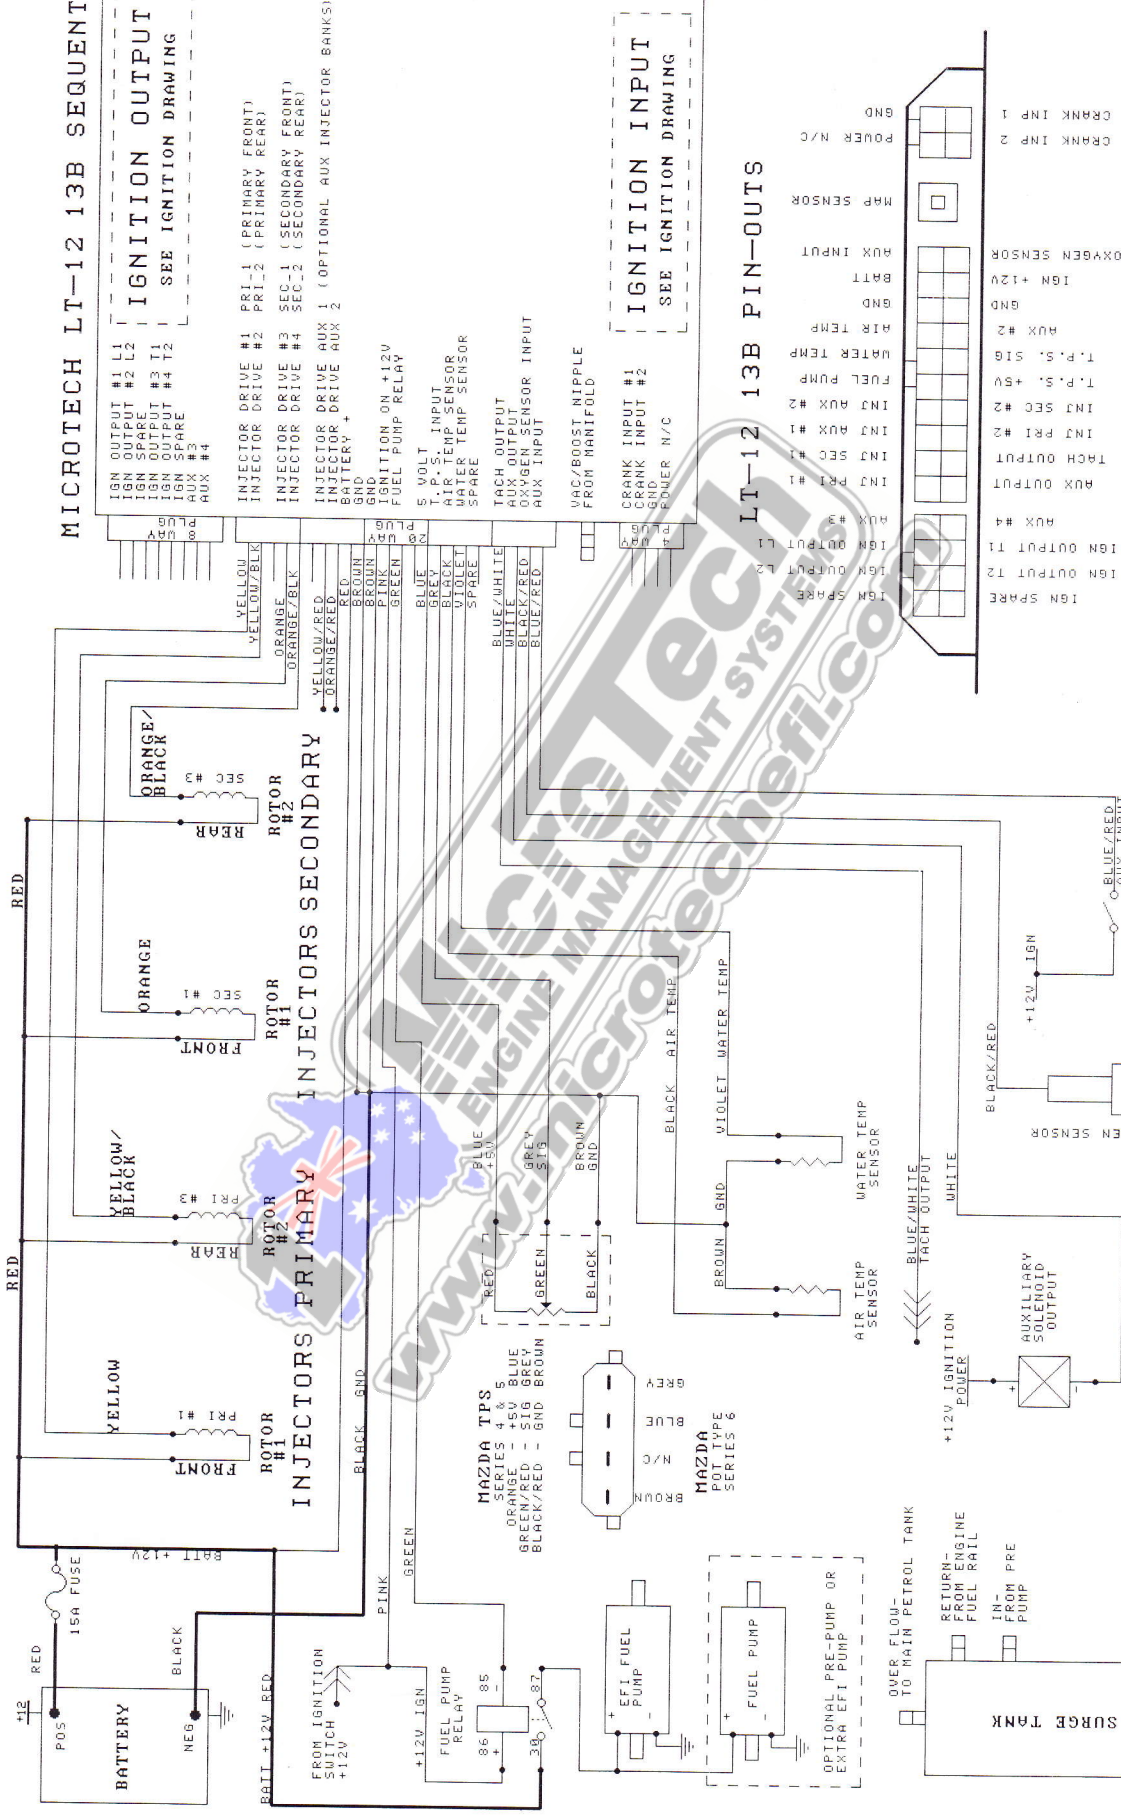 MICROTECH LT-12 13B SEQUENT
IGN OUTPUT #1 L1
IGN OUTPUT #2 L2
IGN SPARE
IGN OUTPUT #3 T1
IGN OUTPUT #4 T2
IGN SPARE
AUX #3
AUX #4
8 WAY
PLUG
IGNITION OUTPUT
SEE IGNITION DRAWING
INJECTOR DRIVE #1 PRI_1 (PRIMARY FRONT)
INJECTOR DRIVE #2 PRI_2 (PRIMARY REAR)
INJECTOR DRIVE #3 SEC_1 (SECONDARY FRONT)
INJECTOR DRIVE #4 SEC_2 (SECONDARY REAR)
INJECTOR DRIVE AUX 1 (OPTIONAL AUX INJECTOR BANKS)
INJECTOR DRIVE AUX 2
BATTERY +
GND
GND
IGNITION ON +12V
FUEL PUMP RELAY
5 VOLT
T.P.S. INPUT
AIR TEMP SENSOR
WATER TEMP SENSOR
SPARE
TACH OUTPUT
AUX OUTPUT
OXYGEN SENSOR INPUT
AUX INPUT
20 WAY
PLUG
VAC/BOOST NIPPLE
FROM MANIFOLD
CRANK INPUT #1
CRANK INPUT #2
GND
POWER N/C
4 WAY
PLUG
IGNITION INPUT
SEE IGNITION DRAWING
YELLOW
YELLOW/BLK
ORANGE
ORANGE/BLK
YELLOW/RED
ORANGE/RED
RED
BROWN
BROWN
PINK
GREEN
BLUE
GREY
BLACK
VIOLET
SPARE
BLUE/WHITE
WHITE
BLACK/RED
BLUE/RED
LT-12 13B PIN-OUTS
GND
POWER N/C
MAP SENSOR
AUX INPUT
BATT
GND
AIR TEMP
WATER TEMP
FUEL PUMP
INJ AUX #2
INJ AUX #1
INJ SEC #1
INJ PRI #1
AUX #3
IGN OUTPUT L1
IGN OUTPUT L2
IGN SPARE
CRANK INP 1
CRANK INP 2
OXYGEN SENSOR
IGN +12V
GND
AUX #2
T.P.S. SIG
T.P.S. +5V
INJ SEC #2
INJ PRI #2
TACH OUTPUT
AUX OUTPUT
AUX #4
IGN OUTPUT T1
IGN OUTPUT T2
IGN SPARE
RED
RED
YELLOW
PRI #1
FRONT
ROTOR
#1
YELLOW/
BLACK
PRI #3
REAR
ROTOR
#2
INJECTORS PRIMARY
ORANGE
SEC #1
FRONT
ROTOR
#1
ORANGE/
BLACK
SEC #3
REAR
ROTOR
#2
INJECTORS SECONDARY
+12
POS
NEG
BATTERY
RED
15A FUSE
BATT +12V
BLACK
BLACK GND
BATT +12V RED
PINK
GREEN
FROM IGNITION
SWITCH
+12V
+12V IGN
FUEL PUMP
RELAY
86 + 85 -
30 87
EFI FUEL
PUMP
+ -
FUEL PUMP
+ -
OPTIONAL PRE-PUMP OR
EXTRA EFI PUMP
MAZDA TPS
SERIES 4 & 5
ORANGE - +5V BLUE
GREEN/RED - SIG GREY
BLACK/RED - GND BROWN
RED
GREEN
BLACK
BLUE
+5V
GREY
SIG
BROWN
GND
BROWN
N/C
BLUE
GREY
MAZDA
POT TYPE
SERIES 6
BLACK AIR TEMP
VIOLET WATER TEMP
BROWN GND
AIR TEMP
SENSOR
WATER TEMP
SENSOR
BLUE/WHITE
TACH OUTPUT
WHITE
+12V IGNITION
POWER
AUXILIARY
SOLENOID
OUTPUT
+ -
BLACK/RED
EN SENSOR
+12V IGN
BLUE/RED
AUX INPUT
OVER FLOW-
TO MAIN PETROL TANK
RETURN-
FROM ENGINE
FUEL RAIL
IN-
FROM PRE
PUMP
SURGE TANK
MicroTech
ENGINE MANAGEMENT SYSTEMS
www.microtechefi.com